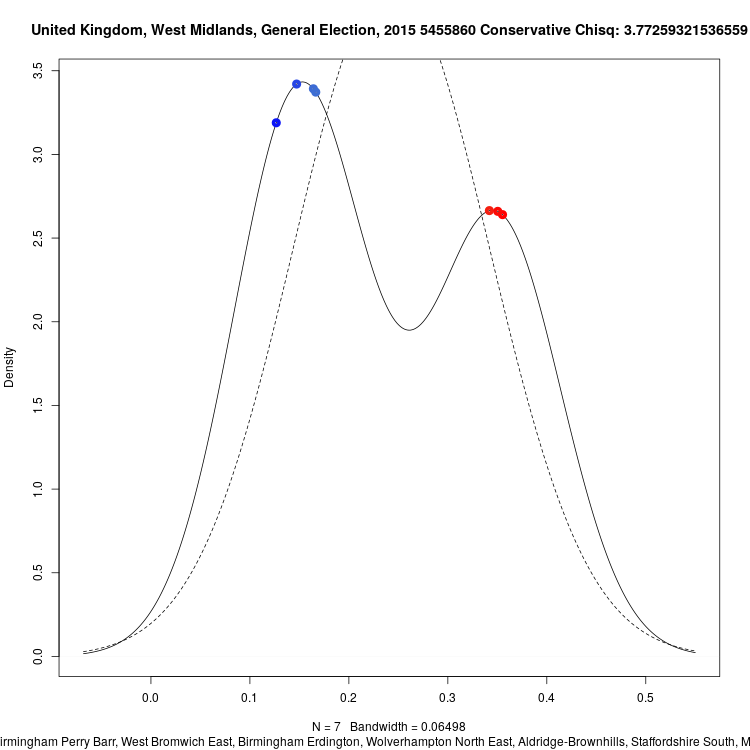 United Kingdom, West Midlands, General Election, 2015 5455860 Conservative Chisq: 3.77259321536559
3.5
3.0
2.5
2.0
1.5
1.0
0.5
0.0
Density
0.0 0.1 0.2 0.3 0.4 0.5
N = 7 Bandwidth = 0.06498
irmingham Perry Barr, West Bromwich East, Birmingham Erdington, Wolverhampton North East, Aldridge-Brownhills, Staffordshire South, M